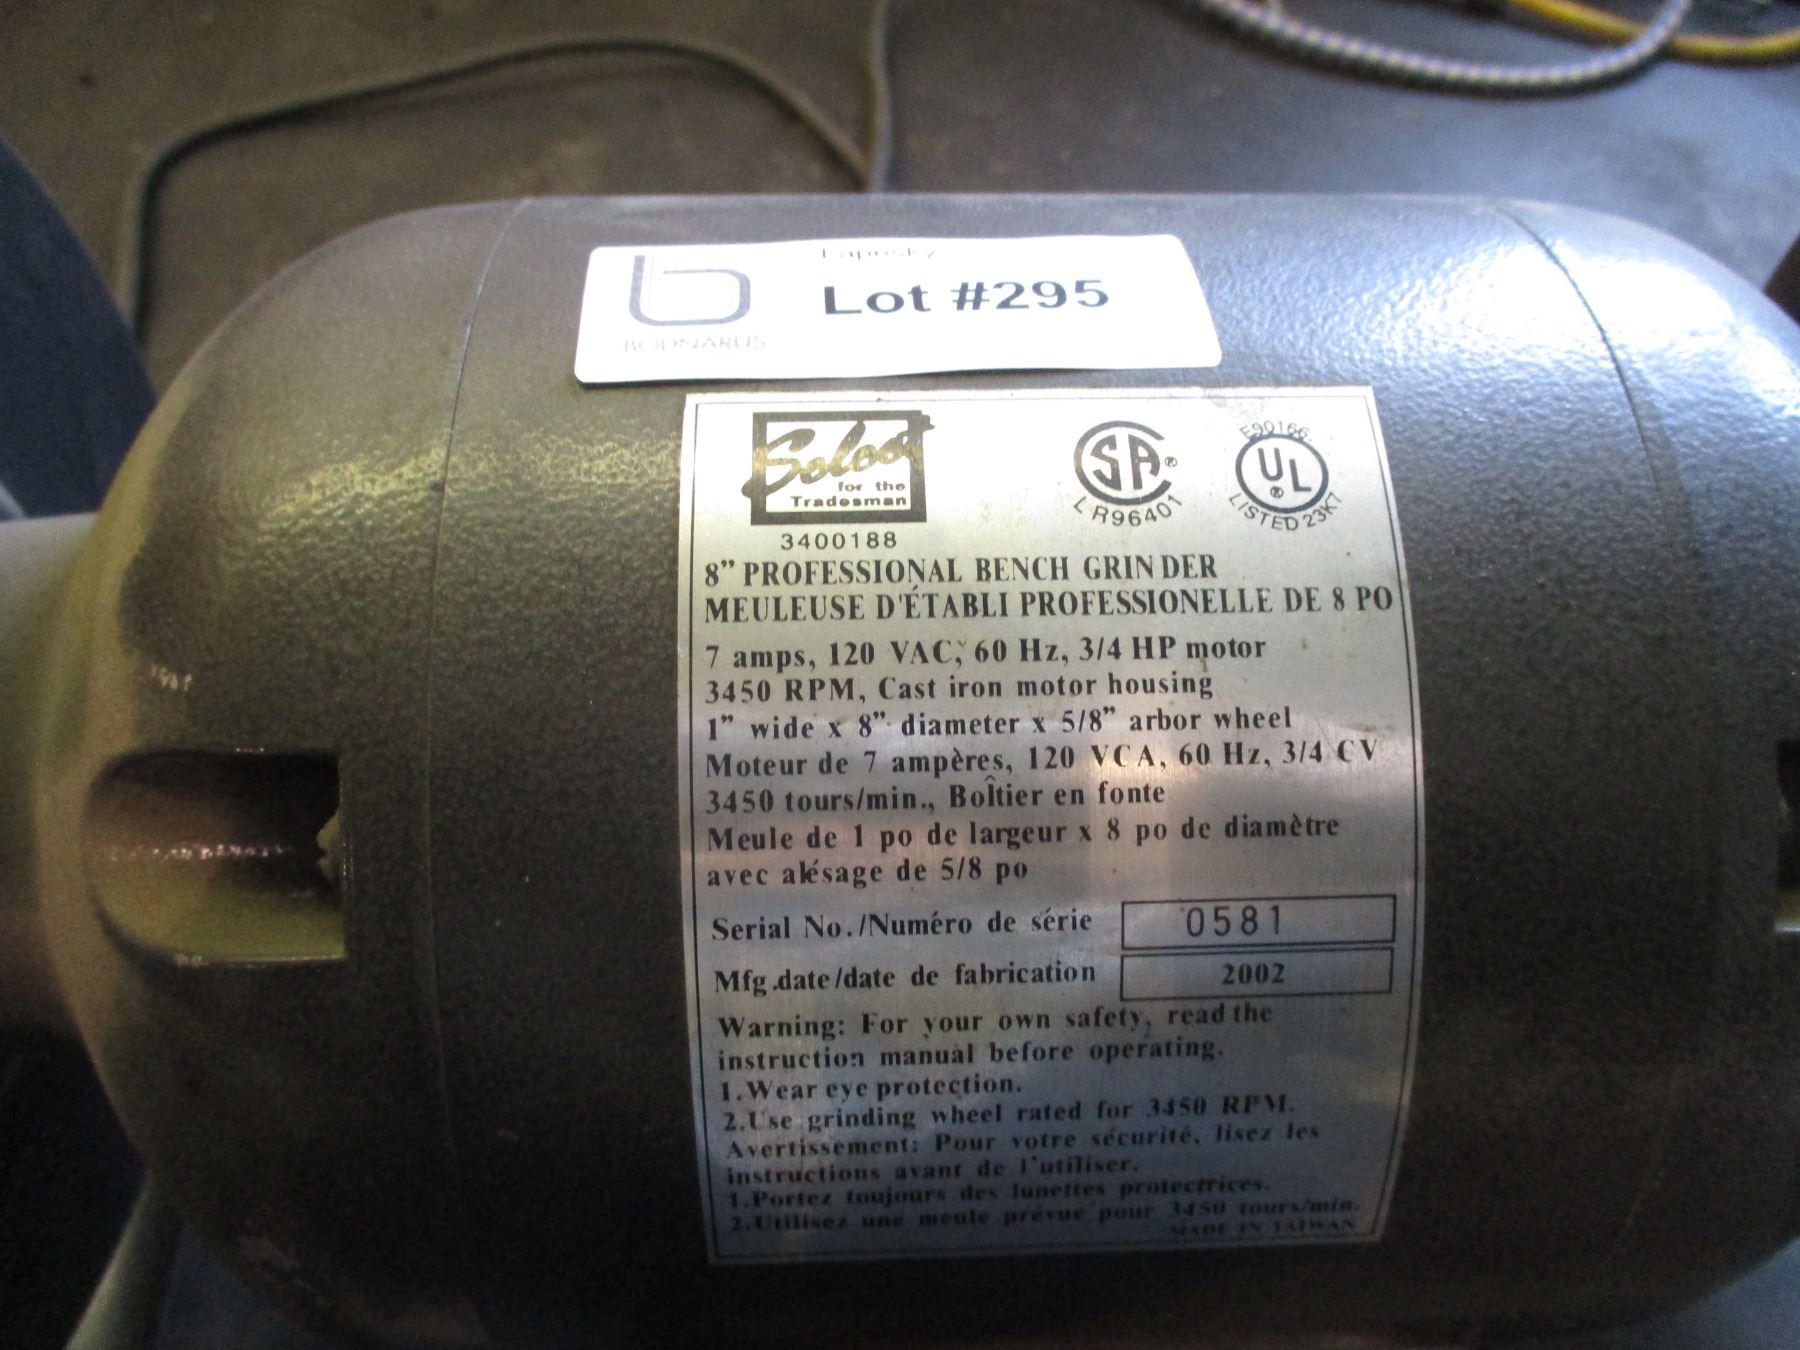 Laposky
Lot #295
BODNARUS
Select
for the
Tradesman
3400188
SA
LR96401
E90166
UL
LISTED 23K7
8” PROFESSIONAL BENCH GRINDER
MEULEUSE D'ÉTABLI PROFESSIONELLE DE 8 PO
7 amps, 120 VAC, 60 Hz, 3/4 HP motor
3450 RPM, Cast iron motor housing
1” wide x 8” diameter x 5/8” arbor wheel
Moteur de 7 ampères, 120 VCA, 60 Hz, 3/4 CV
3450 tours/min., Boîtier en fonte
Meule de 1 po de largeur x 8 po de diamètre
avec alésage de 5/8 po
Serial No./Numéro de série 0581
Mfg.date/date de fabrication 2002
Warning: For your own safety, read the
instruction manual before operating.
1.Wear eye protection.
2.Use grinding wheel rated for 3450 RPM.
Avertissement: Pour votre sécurité, lisez les
instructions avant de l'utiliser.
1.Portez toujours des lunettes protectrices.
2.Utilisez une meule prévue pour 3450 tours/min.
MADE IN TAIWAN